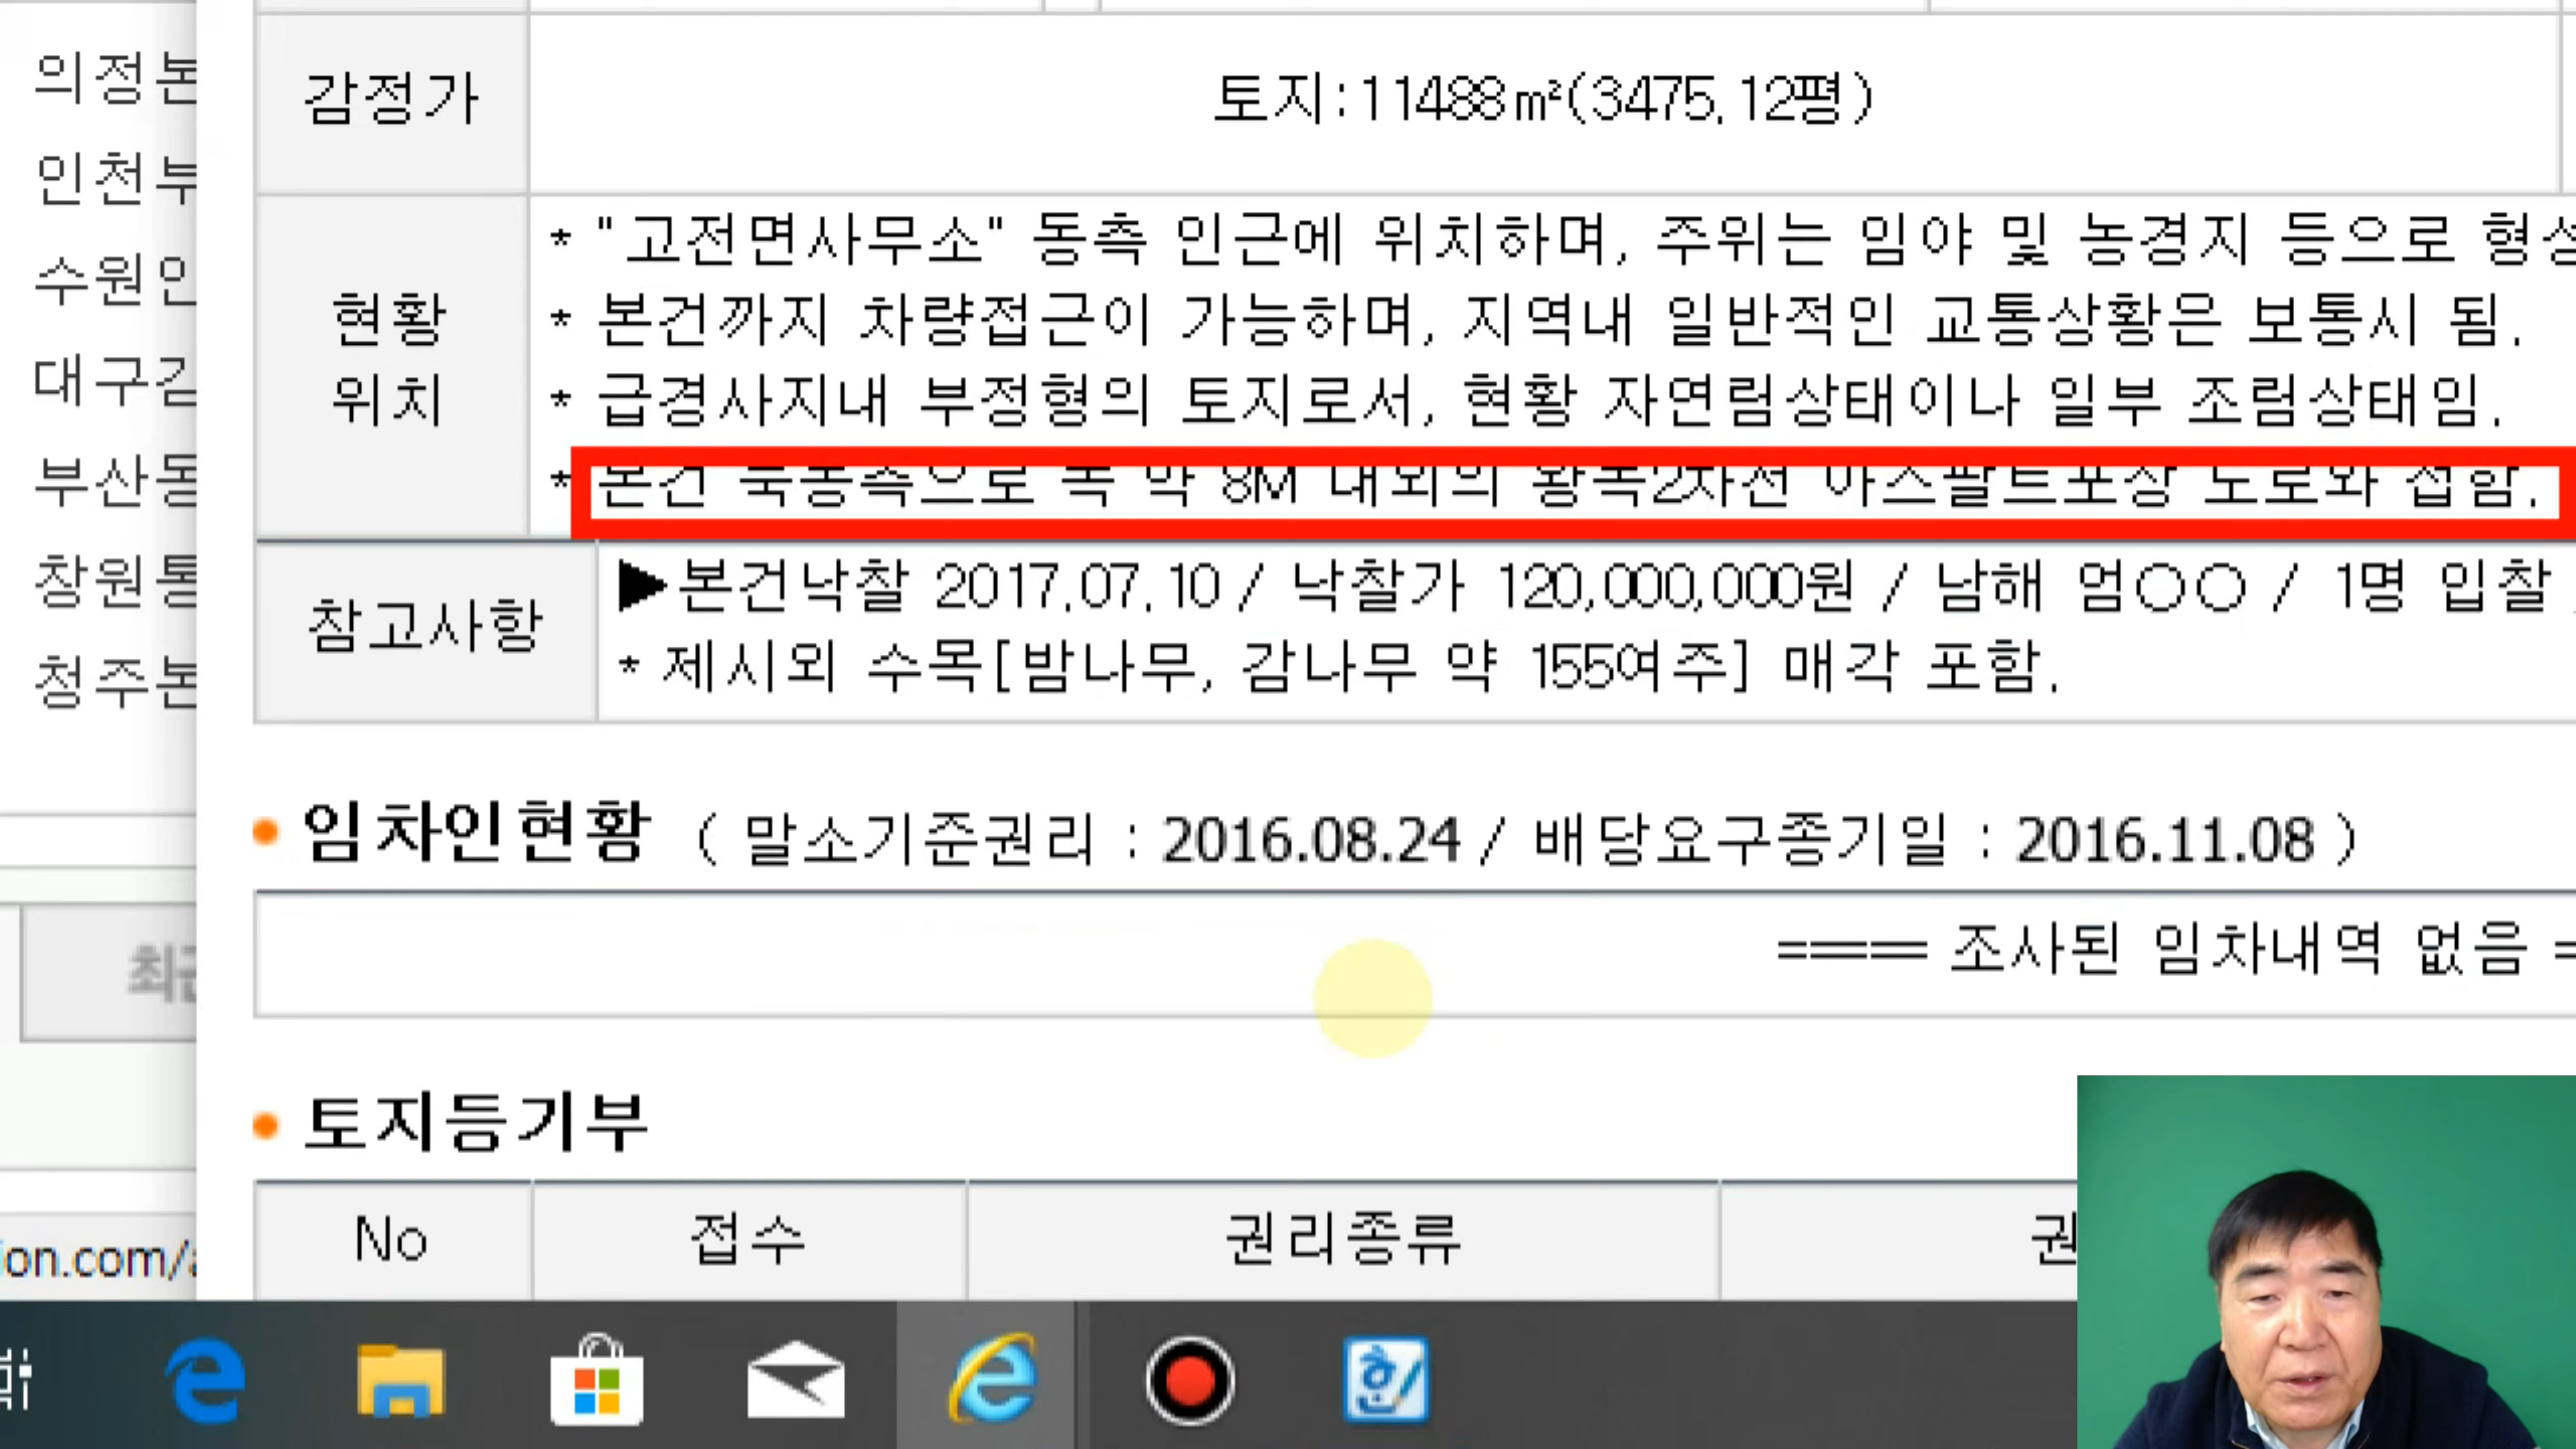 의정본
인천부
수원인
대구김
부산동
창원통
청주본
최근
ion.com/a
감정가
토지:11488㎡(3475.12평)
현황
위치
* "고전면사무소" 동측 인근에 위치하며, 주위는 임야 및 농경지 등으로 형성
* 본건까지 차량접근이 가능하며, 지역내 일반적인 교통상황은 보통시 됨.
* 급경사지내 부정형의 토지로서, 현황 자연림상태이나 일부 조림상태임.
* 본건 북동측으로 폭 약 8M 내외의 왕복2차선 아스팔트포장 도로와 접함.
참고사항
▶본건낙찰 2017.07.10 / 낙찰가 120,000,000원 / 남해 엄○○ / 1명 입찰
* 제시외 수목[밤나무, 감나무 약 155여주] 매각 포함.
• 임차인현황 ( 말소기준권리 : 2016.08.24 / 배당요구종기일 : 2016.11.08 )
==== 조사된 임차내역 없음 =
• 토지등기부
No 접수 권리종류 권